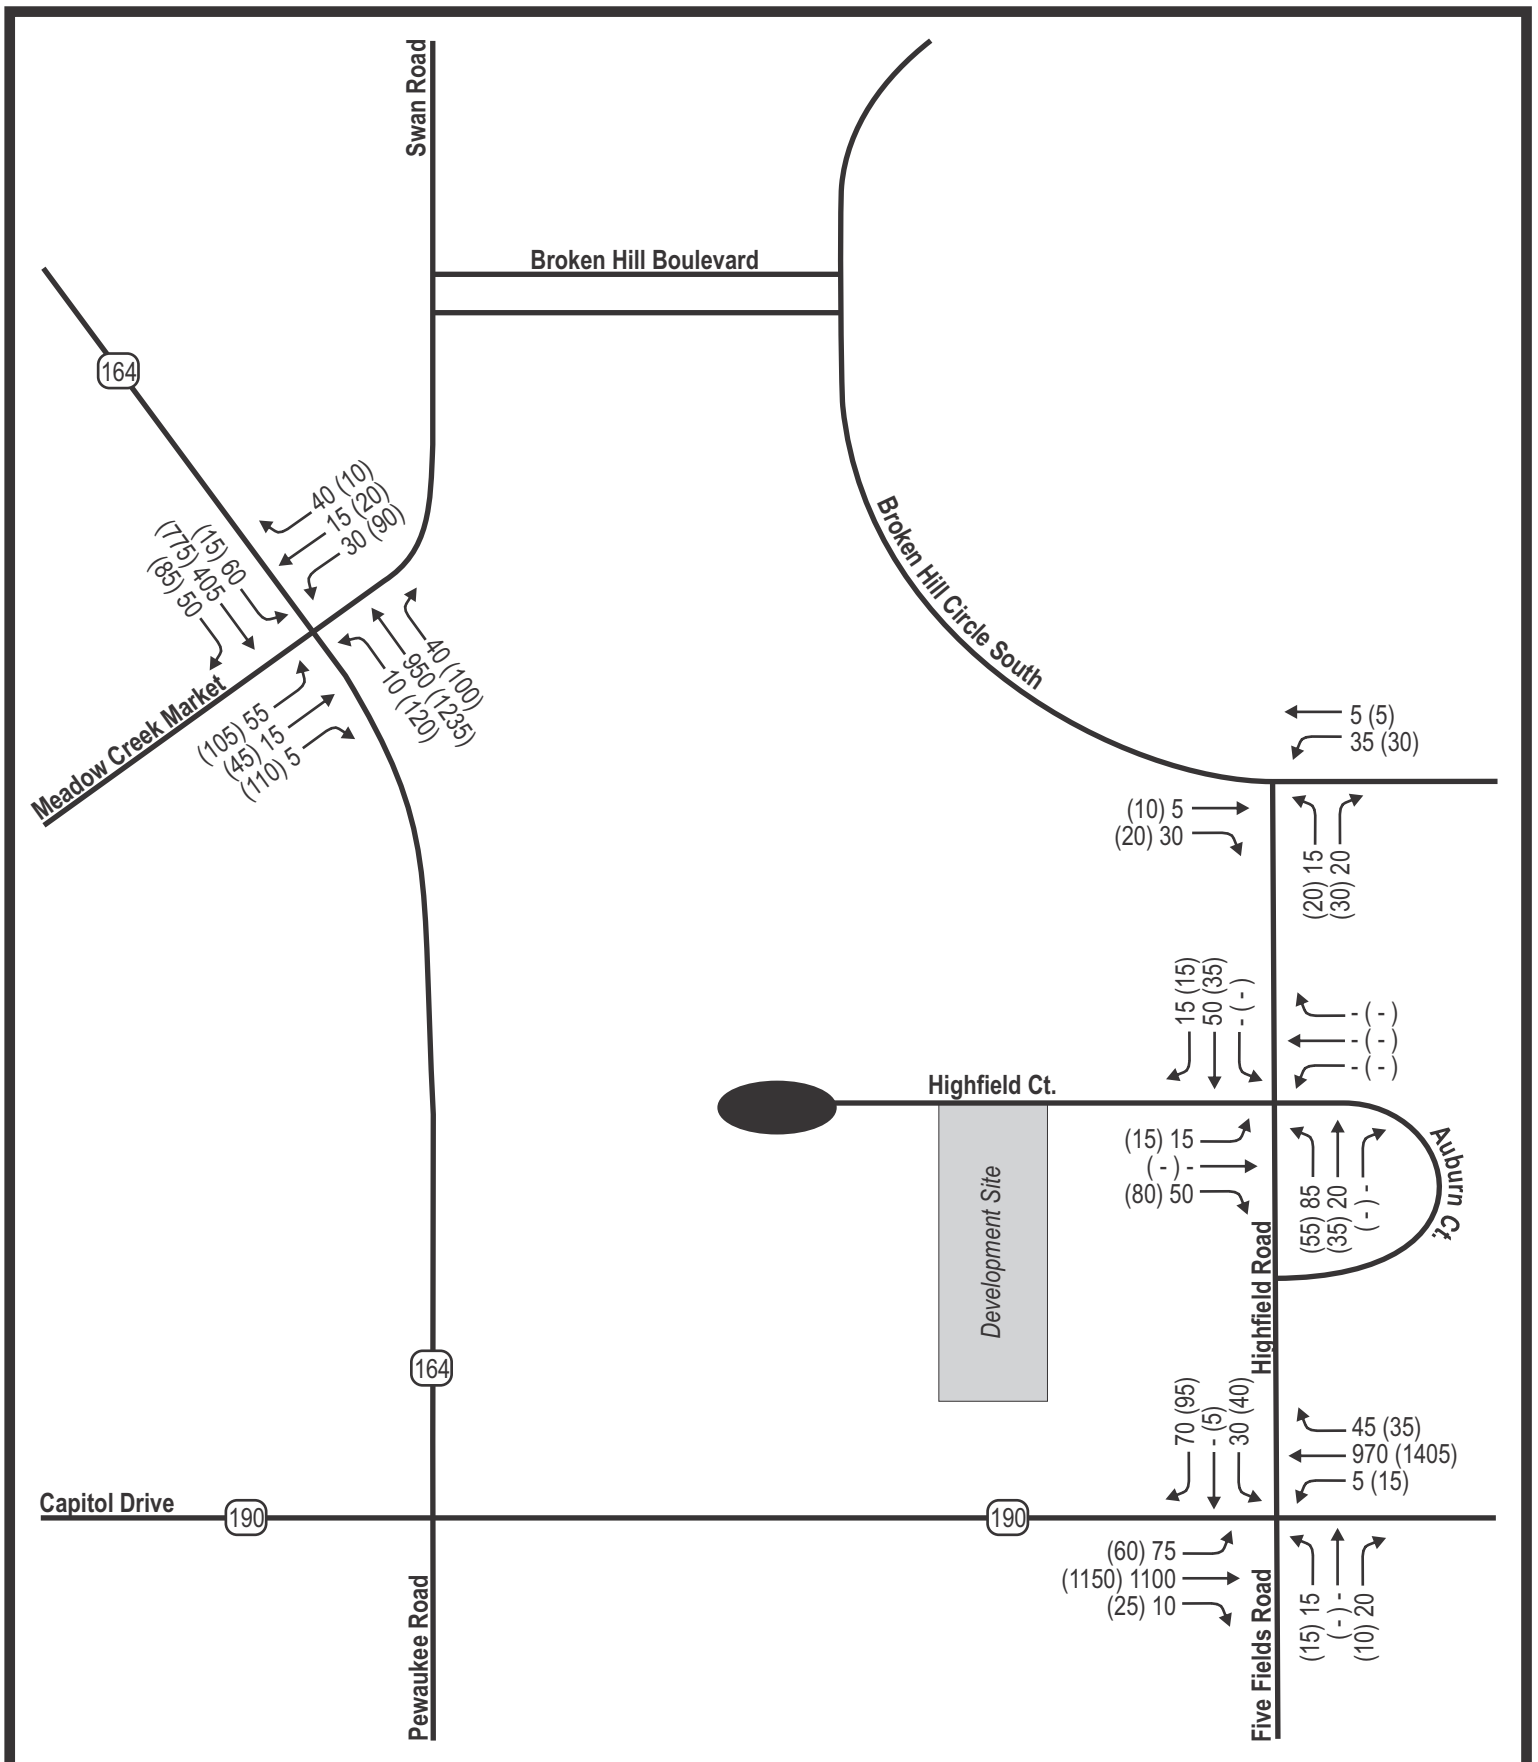 Swan Road
Broken Hill Boulevard
164
40 (10)
15 (20)
30 (90)
(15) 60
(775) 405
(85) 50
Broken Hill Circle South
40 (100)
950 (1235)
10 (120)
Meadow Creek Market
(105) 55
(45) 15
(110) 5
5 (5)
35 (30)
(10) 5
(20) 30
(20) 15
(30) 20
15 (15)
50 (35)
- ( - )
- ( - )
- ( - )
- ( - )
Highfield Ct.
(15) 15
( - ) -
(80) 50
(55) 85
(35) 20
( - ) -
Auburn Ct.
Development Site
Highfield Road
164
70 (95)
- (5)
30 (40)
45 (35)
970 (1405)
5 (15)
Capitol Drive
190
190
(60) 75
(1150) 1100
(25) 10
(15) 15
( - ) -
(10) 20
Pewaukee Road
Five Fields Road